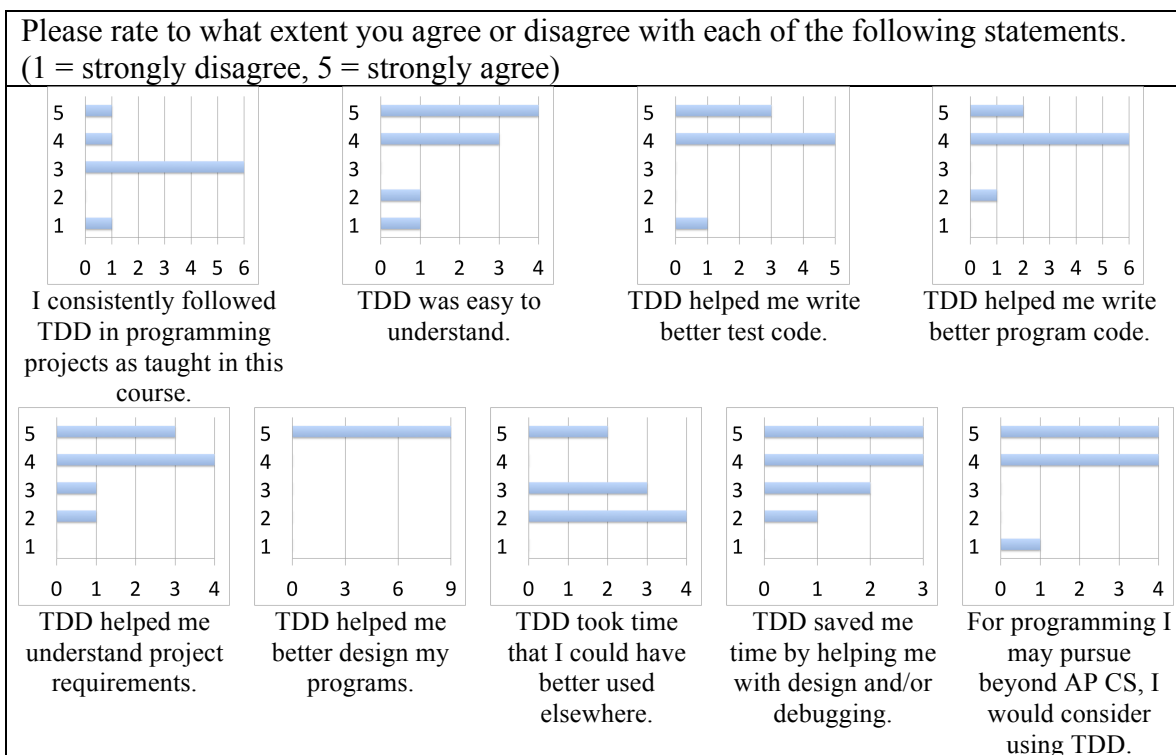 Please rate to what extent you agree or disagree with each of the following statements.
(1 = strongly disagree, 5 = strongly agree)
5
4
3
2
1
0 1 2 3 4 5 6
I consistently followed
TDD in programming
projects as taught in this
course.
5
4
3
2
1
0 1 2 3 4
TDD was easy to
understand.
5
4
3
2
1
0 1 2 3 4 5
TDD helped me write
better test code.
5
4
3
2
1
0 1 2 3 4 5 6
TDD helped me write
better program code.
5
4
3
2
1
0 1 2 3 4
TDD helped me
understand project
requirements.
5
4
3
2
1
0 3 6 9
TDD helped me
better design my
programs.
5
4
3
2
1
0 1 2 3 4
TDD took time
that I could have
better used
elsewhere.
5
4
3
2
1
0 1 2 3
TDD saved me
time by helping me
with design and/or
debugging.
5
4
3
2
1
0 1 2 3 4
For programming I
may pursue
beyond AP CS, I
would consider
using TDD.